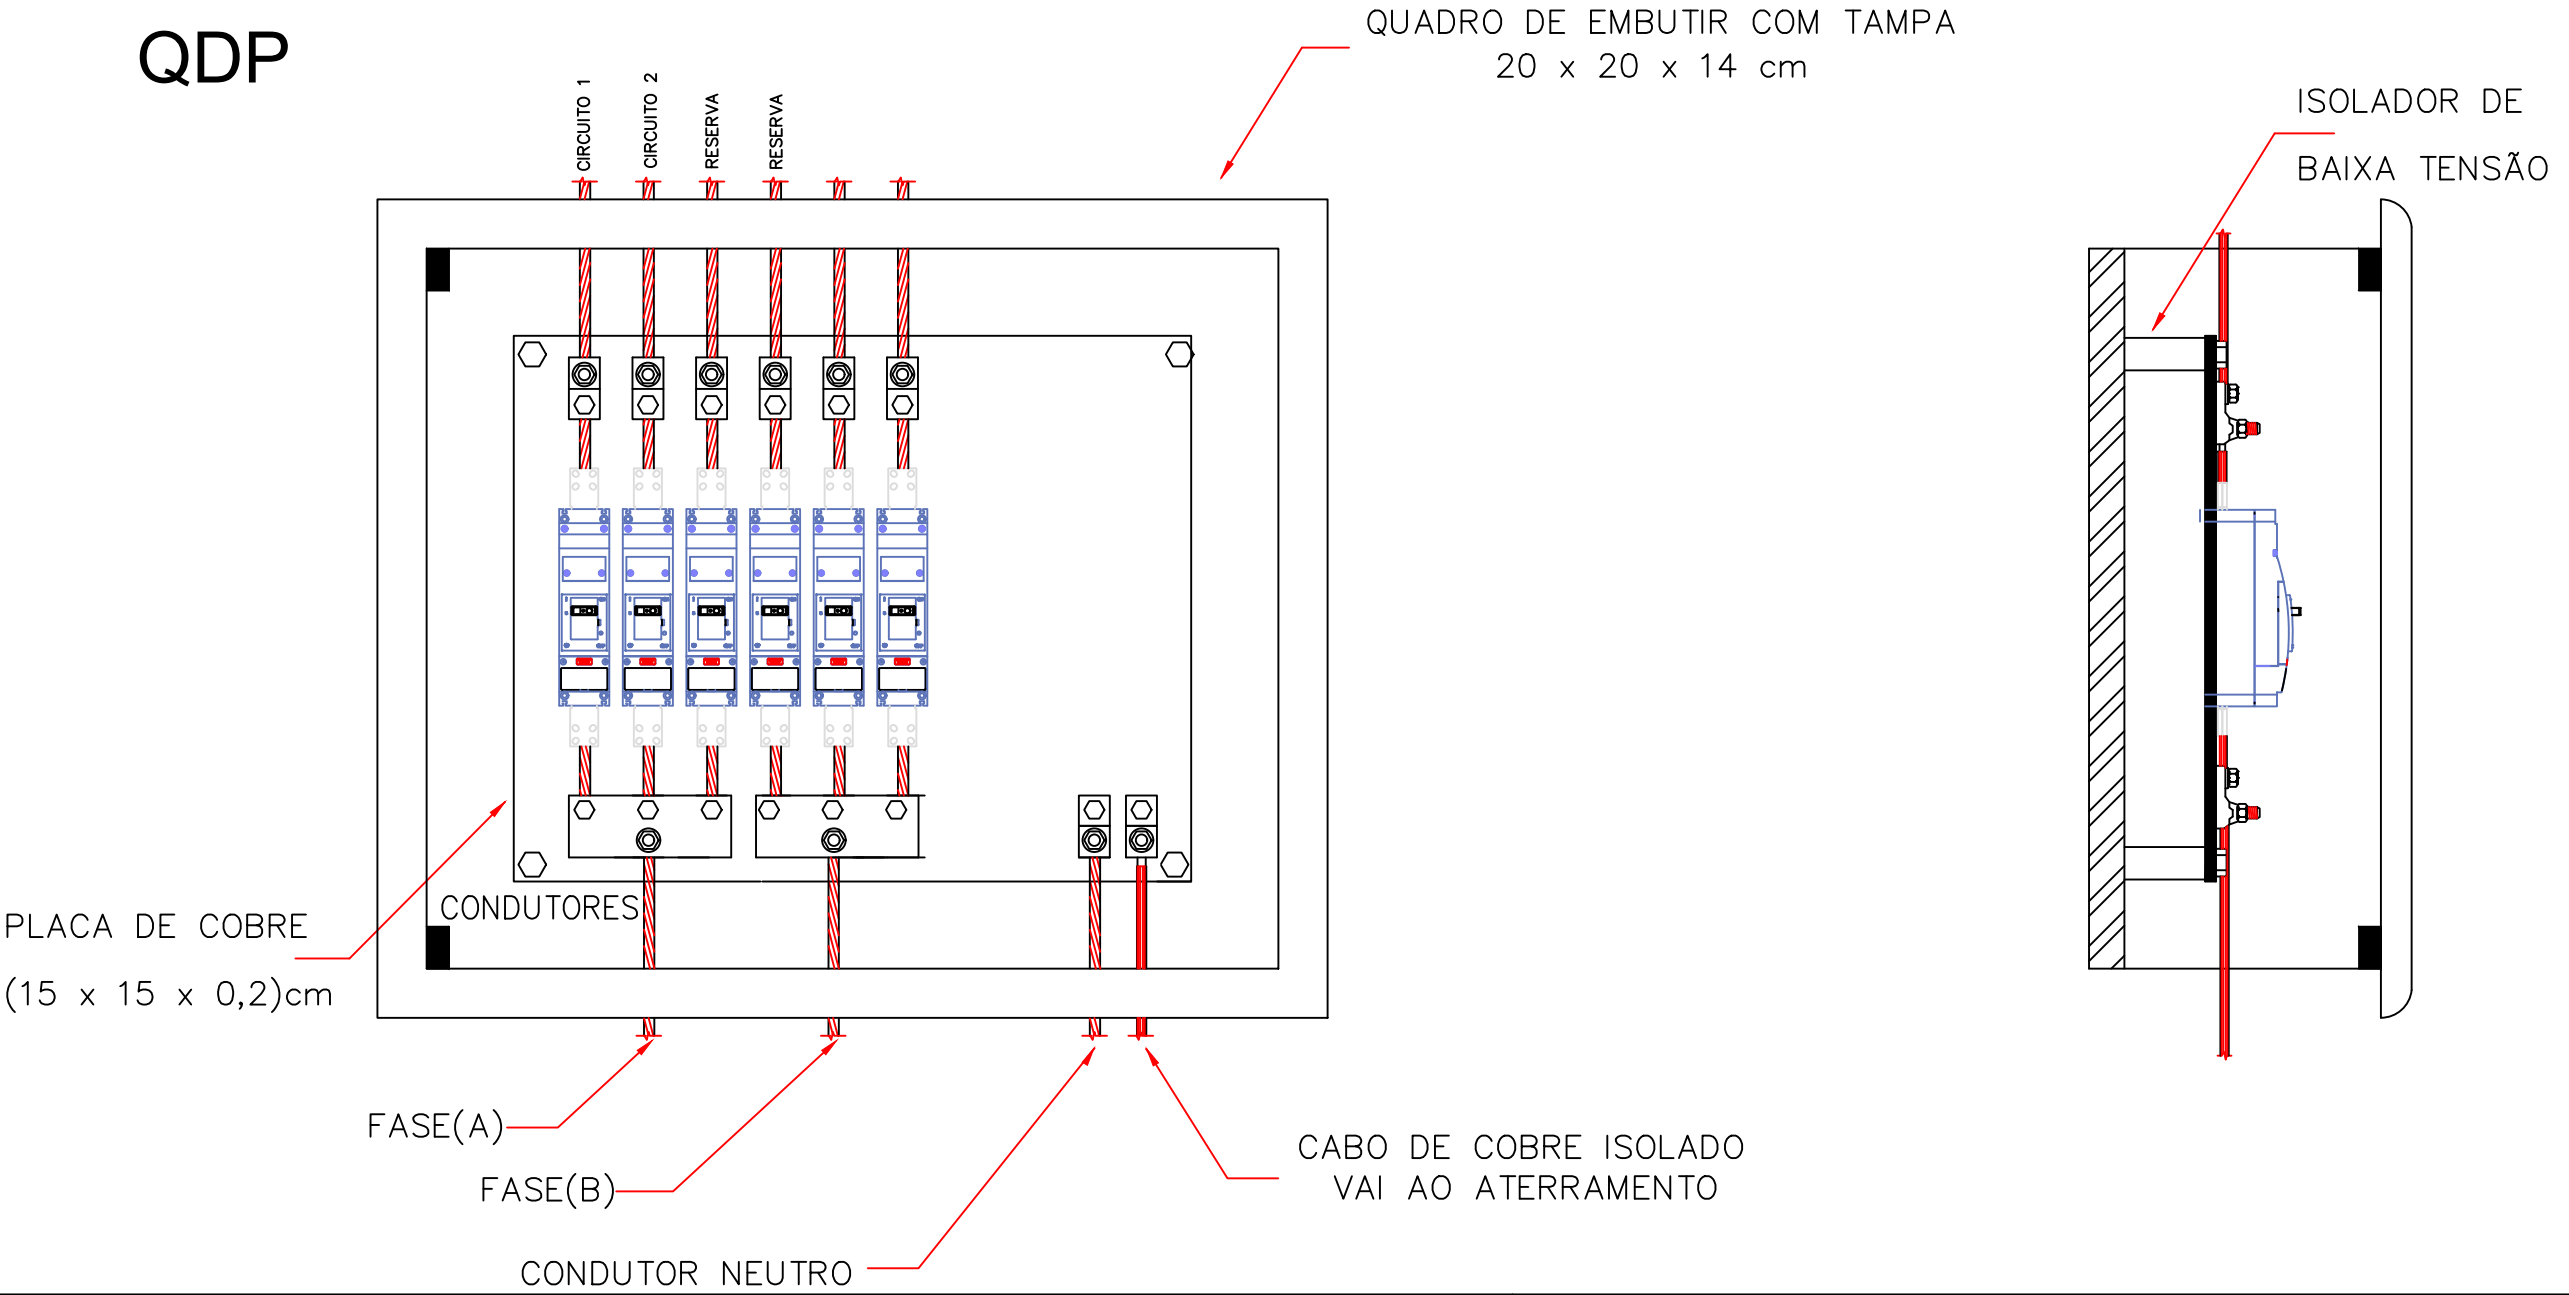 QDP
QUADRO DE EMBUTIR COM TAMPA
20 x 20 x 14 cm
CIRCUITO 1
CIRCUITO 2
RESERVA
RESERVA
ISOLADOR DE
BAIXA TENSÃO
CONDUTORES
PLACA DE COBRE
(15 x 15 x 0,2)cm
FASE(A)
FASE(B)
CONDUTOR NEUTRO
CABO DE COBRE ISOLADO
VAI AO ATERRAMENTO